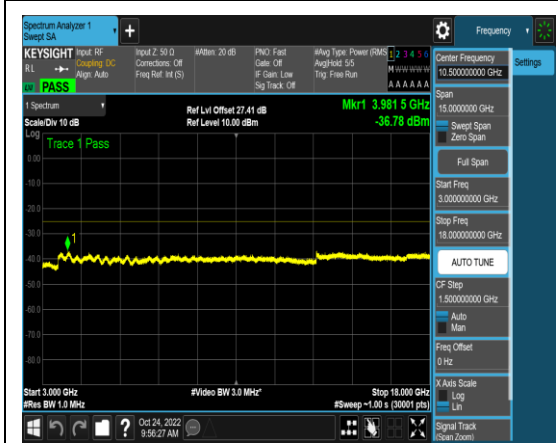 Spectrum Analyzer 1
Swept SA
+
Frequency
KEYSIGHT
RL
Input: RF
Coupling: DC
Align: Auto
Input Z: 50 Ω
Corrections: Off
Freq Ref: Int (S)
#Atten: 20 dB
PNO: Fast
Gate: Off
IF Gain: Low
Sig Track: Off
#Avg Type: Power (RMS
Avg|Hold: 5/5
Trig: Free Run
1 2 3 4 5 6
M W W W W W
A A A A A A
PASS
1 Spectrum
Scale/Div 10 dB
Ref Lvl Offset 27.41 dB
Ref Level 10.00 dBm
Mkr1 3.981 5 GHz
-36.78 dBm
Log
Trace 1 Pass
0.00
-10.0
-20.0
-30.0
-40.0
-50.0
-60.0
-70.0
-80.0
1
Start 3.000 GHz
#Res BW 1.0 MHz
#Video BW 3.0 MHz*
Stop 18.000 GHz
#Sweep ~1.00 s (30001 pts)
Center Frequency
10.500000000 GHz
Settings
Span
15.0000000 GHz
Swept Span
Zero Span
Full Span
Start Freq
3.000000000 GHz
Stop Freq
18.000000000 GHz
AUTO TUNE
CF Step
1.500000000 GHz
Auto
Man
Freq Offset
0 Hz
X Axis Scale
Log
Lin
Signal Track
(Span Zoom)
?
Oct 24, 2022
9:56:27 AM